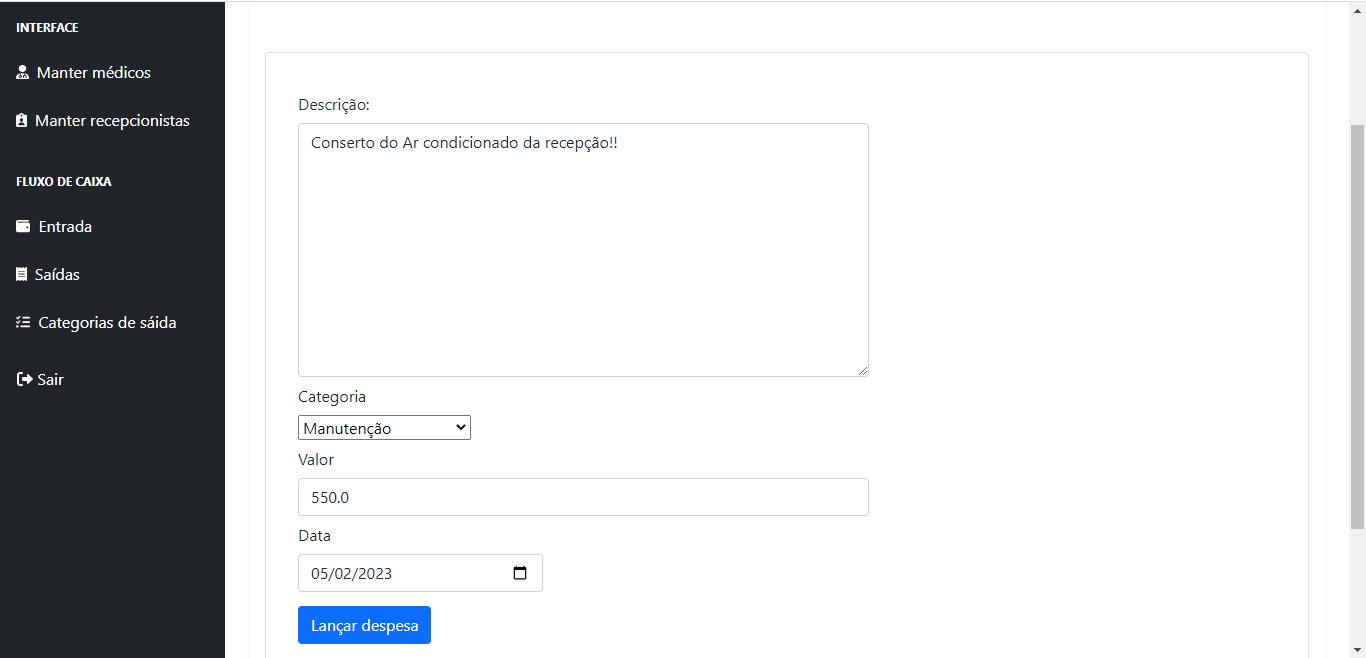 INTERFACE
Manter médicos
Manter recepcionistas
FLUXO DE CAIXA
Entrada
Saídas
Categorias de sáida
Sair
Descrição:
Conserto do Ar condicionado da recepção!!
Categoria
Manutenção
Valor
550.0
Data
05/02/2023
Lançar despesa